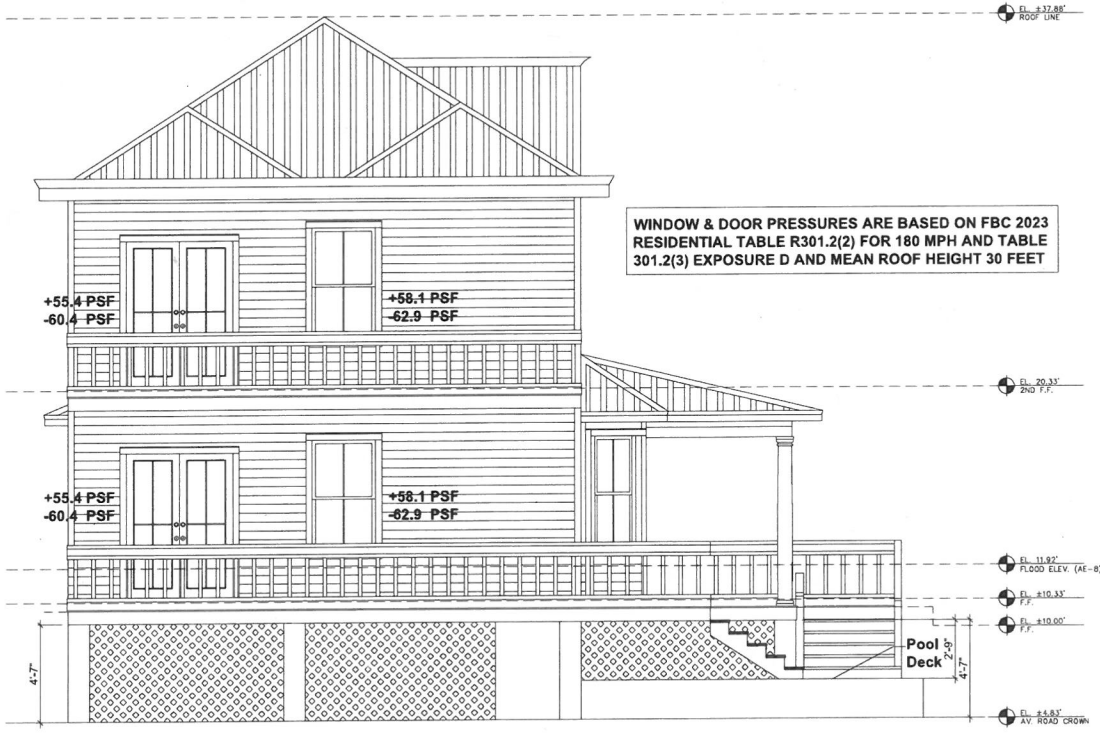 EL. ±37.88'
ROOF LINE
WINDOW & DOOR PRESSURES ARE BASED ON FBC 2023
RESIDENTIAL TABLE R301.2(2) FOR 180 MPH AND TABLE
301.2(3) EXPOSURE D AND MEAN ROOF HEIGHT 30 FEET
+55.4 PSF
-60.4 PSF
+58.1 PSF
-62.9 PSF
EL. 20.33'
2ND F.F.
+55.4 PSF
-60.4 PSF
+58.1 PSF
-62.9 PSF
EL. 11.92'
FLOOD ELEV. (AE-8)
EL. ±10.33'
F.F.
EL. ±10.00'
F.F.
Pool
Deck
2'-9"
4'-7"
4'-7"
EL. ±4.83'
AV. ROAD CROWN